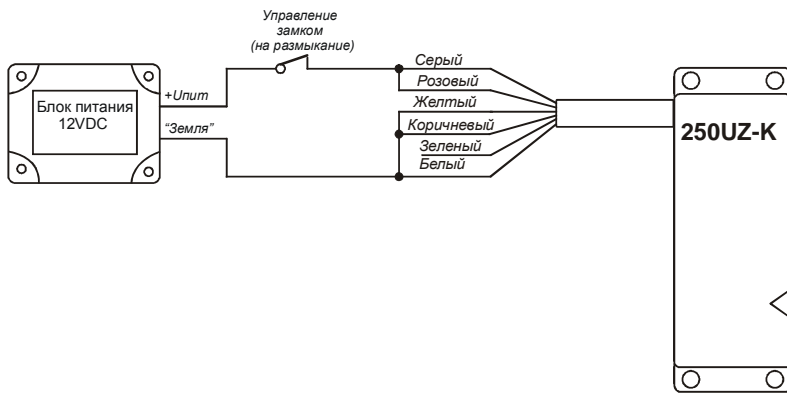 Управление
замком
(на размыкание)
Серый
Розовый
+Uпит
Желтый
Блок питания
12VDC
“Земля”
Коричневый
250UZ-K
Зеленый
Белый